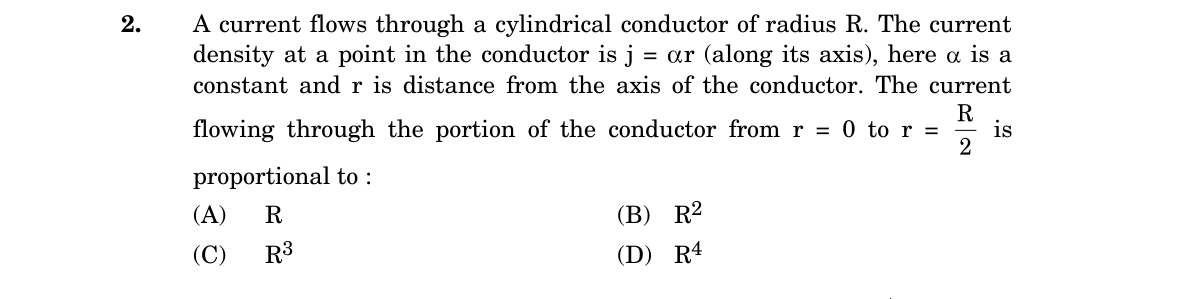 2. A current flows through a cylindrical conductor of radius R. The current
density at a point in the conductor is j = αr (along its axis), here α is a
constant and r is distance from the axis of the conductor. The current
flowing through the portion of the conductor from r = 0 to r = R/2 is
proportional to :
(A) R (B) R²
(C) R³ (D) R⁴